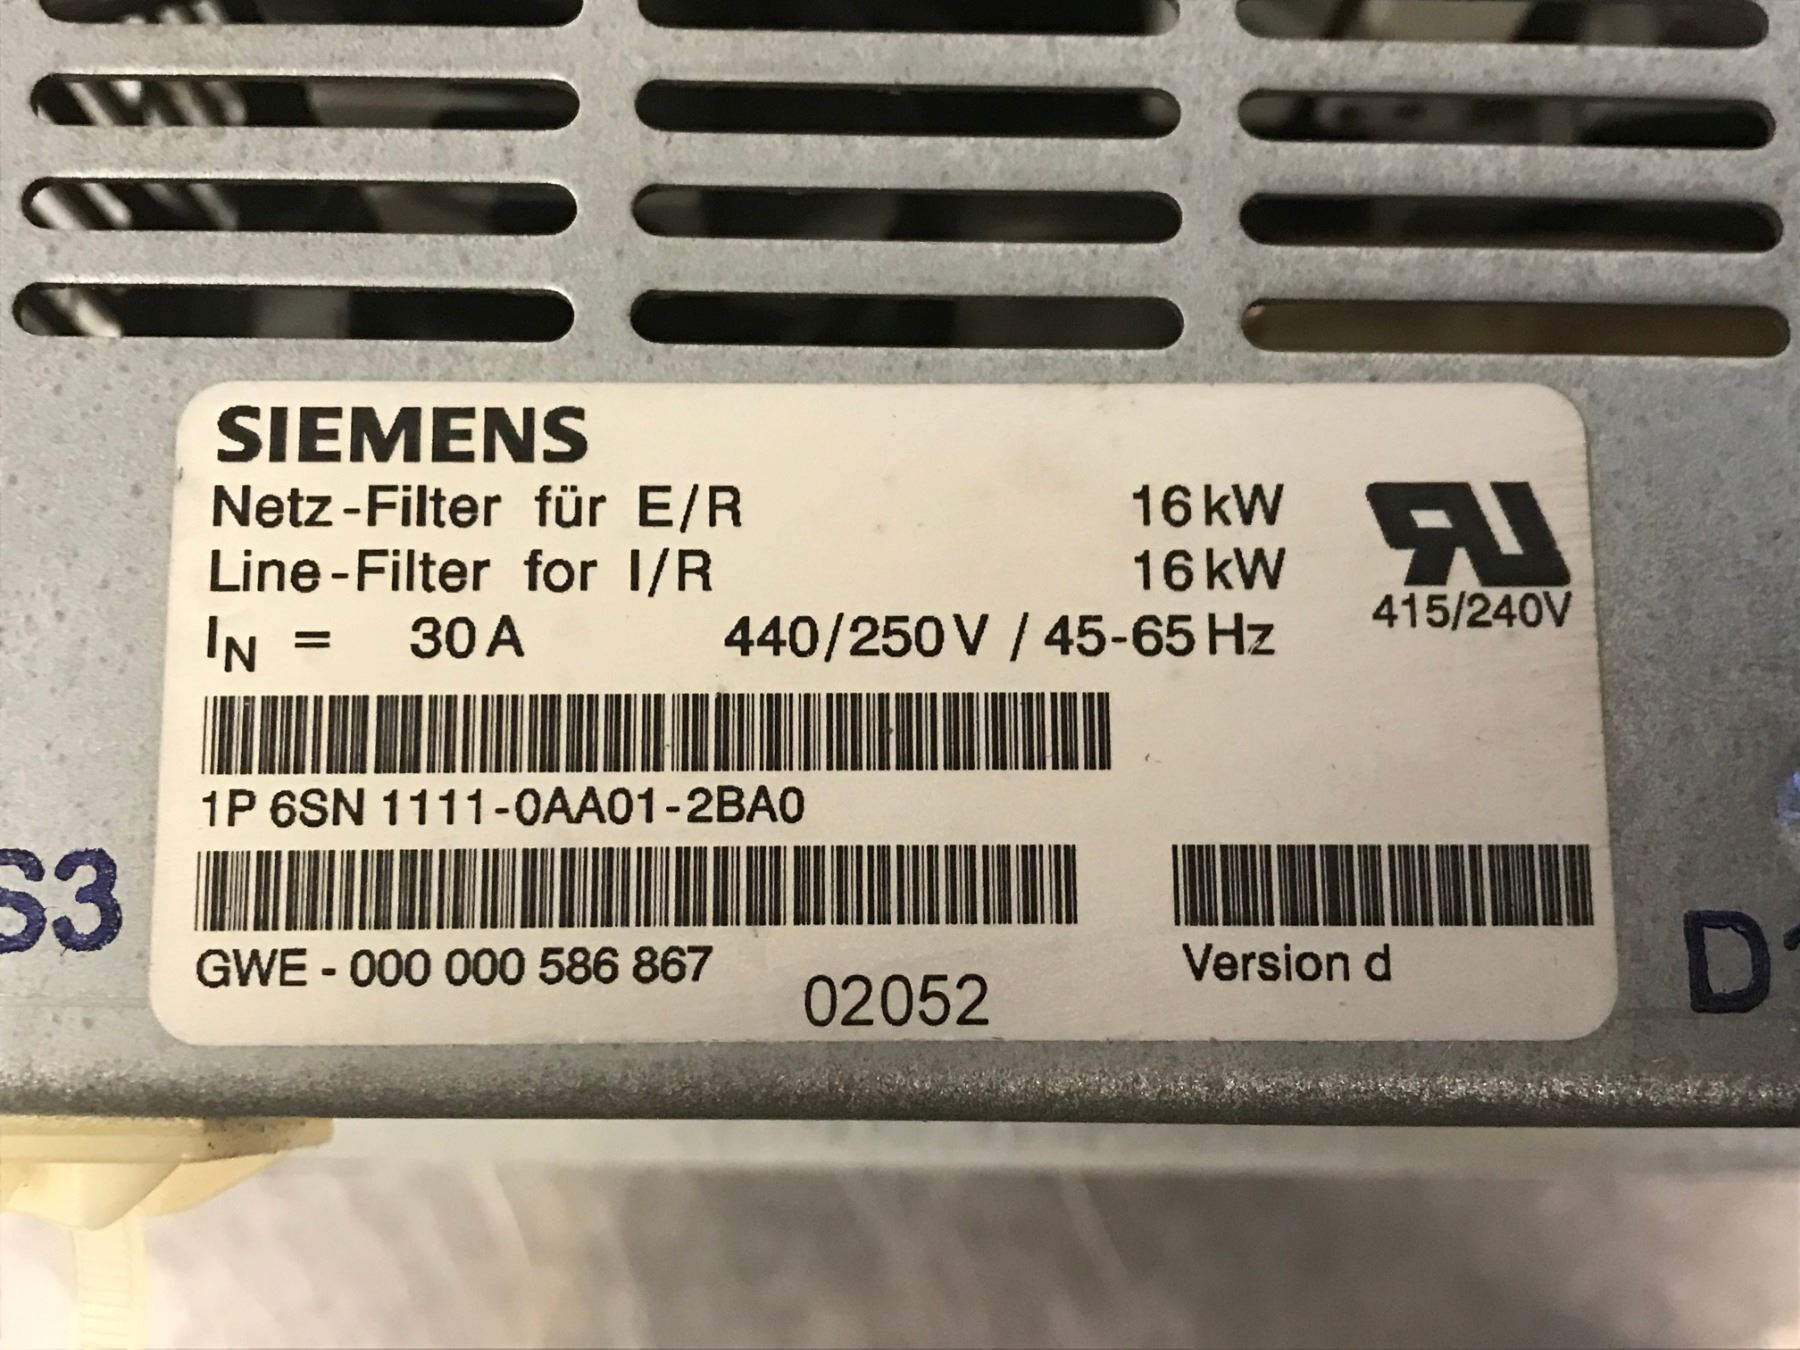 SIEMENS
Netz-Filter für E/R 16 kW
Line-Filter for I/R 16 kW
IN = 30 A 440/250 V / 45-65 Hz
415/240V
1P 6SN 1111-0AA01-2BA0
GWE - 000 000 586 867
Version d
02052
S3